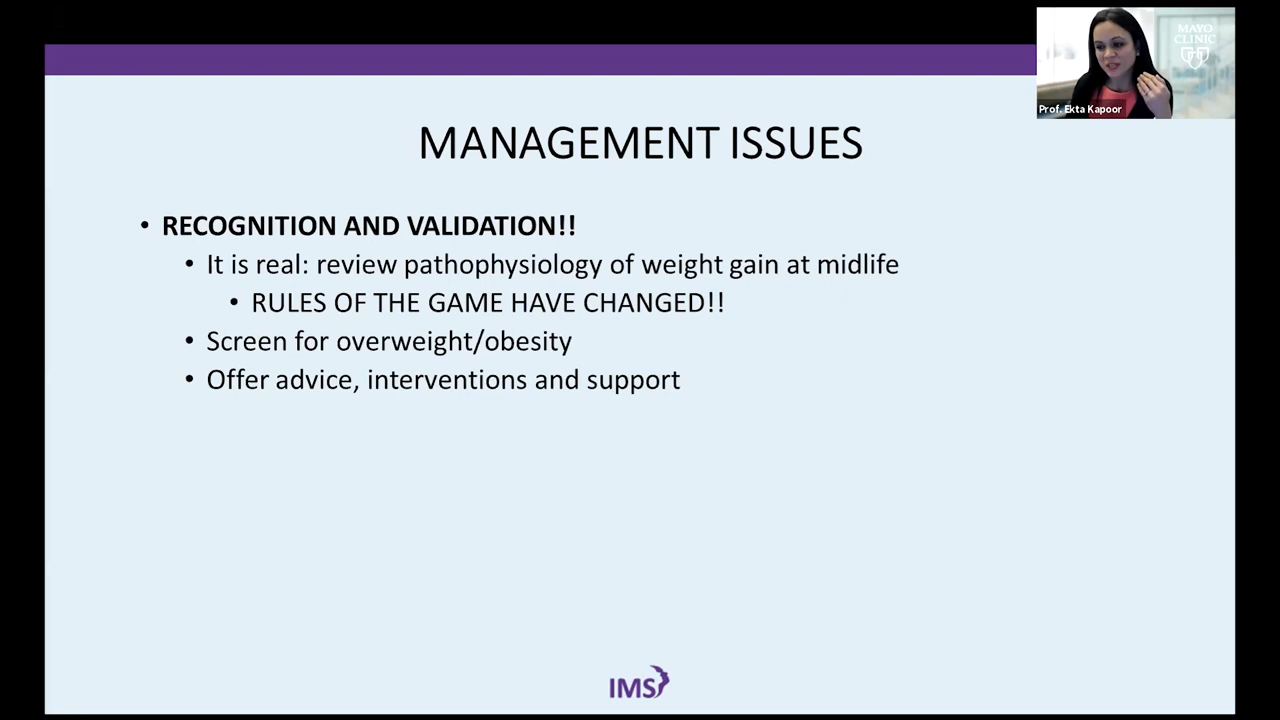 MAYO
CLINIC
Prof. Ekta Kapoor
MANAGEMENT ISSUES
• RECOGNITION AND VALIDATION!!
• It is real: review pathophysiology of weight gain at midlife
• RULES OF THE GAME HAVE CHANGED!!
• Screen for overweight/obesity
• Offer advice, interventions and support
IMS